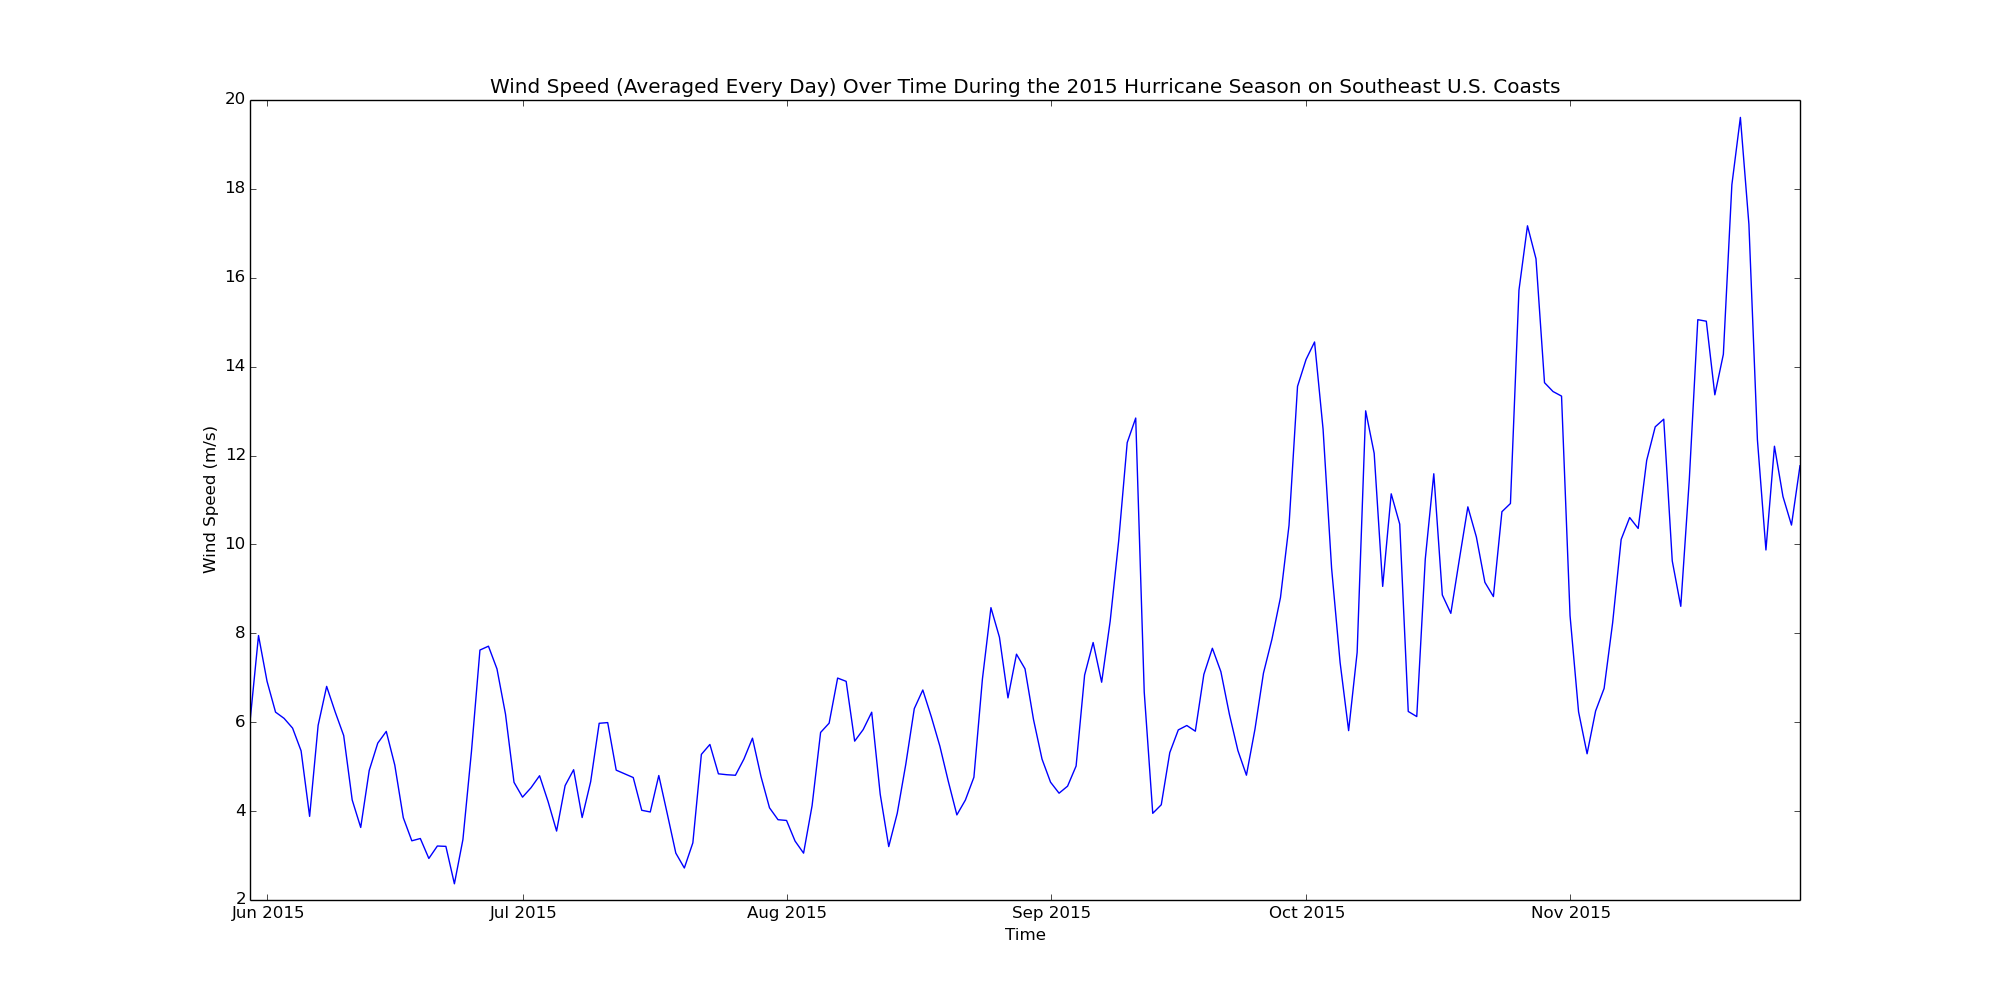 Wind Speed (Averaged Every Day) Over Time During the 2015 Hurricane Season on Southeast U.S. Coasts
20
18
16
14
12
10
8
6
4
2
Wind Speed (m/s)
Jun 2015 Jul 2015 Aug 2015 Sep 2015 Oct 2015 Nov 2015
Time